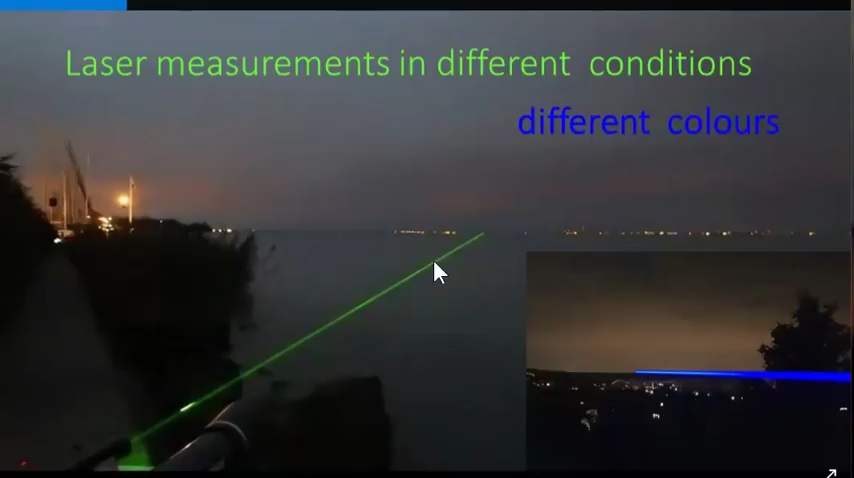 Laser measurements in different conditions
different colours